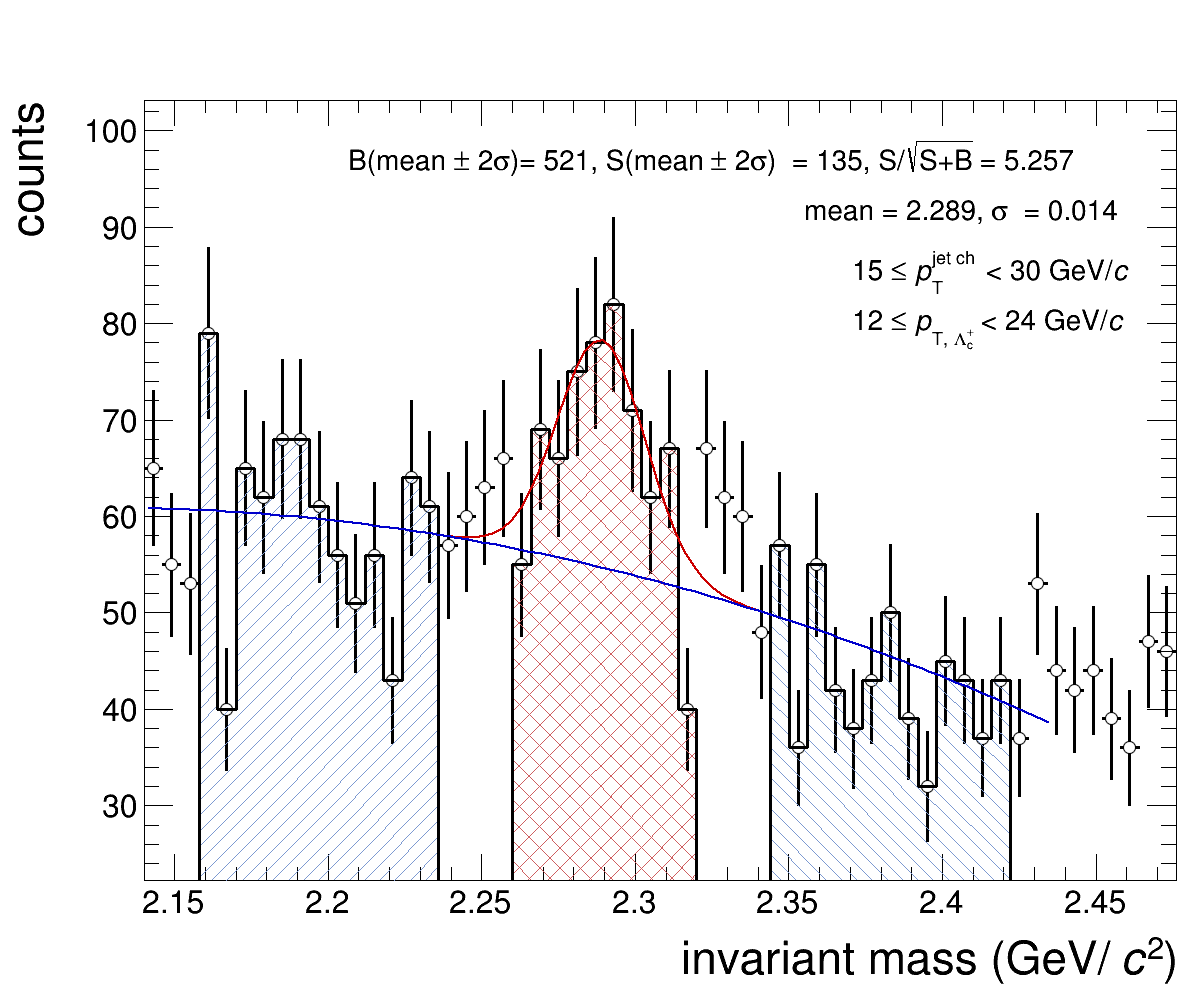 counts
100
90
80
70
60
50
40
30
B(mean ± 2σ)= 521, S(mean ± 2σ) = 135, S/√S+B = 5.257
mean = 2.289, σ = 0.014
15 ≤ p_T^jet ch < 30 GeV/c
12 ≤ p_T, Λ_c^+ < 24 GeV/c
2.15 2.2 2.25 2.3 2.35 2.4 2.45
invariant mass (GeV/ c²)